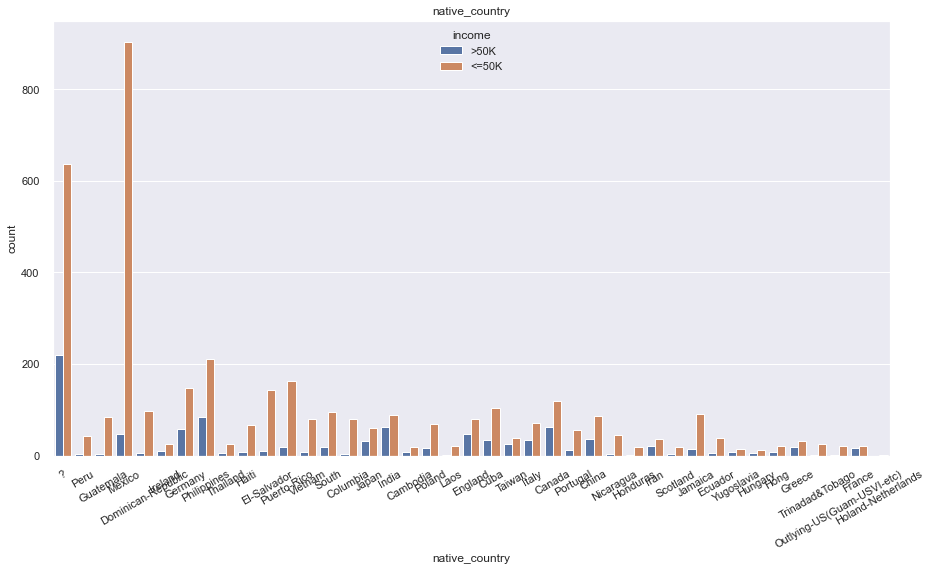 native_country
income
>50K
<=50K
800
600
400
200
0
count
?
Peru
Guatemala
Mexico
Dominican-Republic
Ireland
Germany
Philippines
Thailand
Haiti
El-Salvador
Puerto-Rico
Vietnam
South
Columbia
Japan
India
Cambodia
Poland
Laos
England
Cuba
Taiwan
Italy
Canada
Portugal
China
Nicaragua
Honduras
Iran
Scotland
Jamaica
Ecuador
Yugoslavia
Hungary
Hong
Greece
Trinadad&Tobago
Outlying-US(Guam-USVI-etc)
France
Holand-Netherlands
native_country